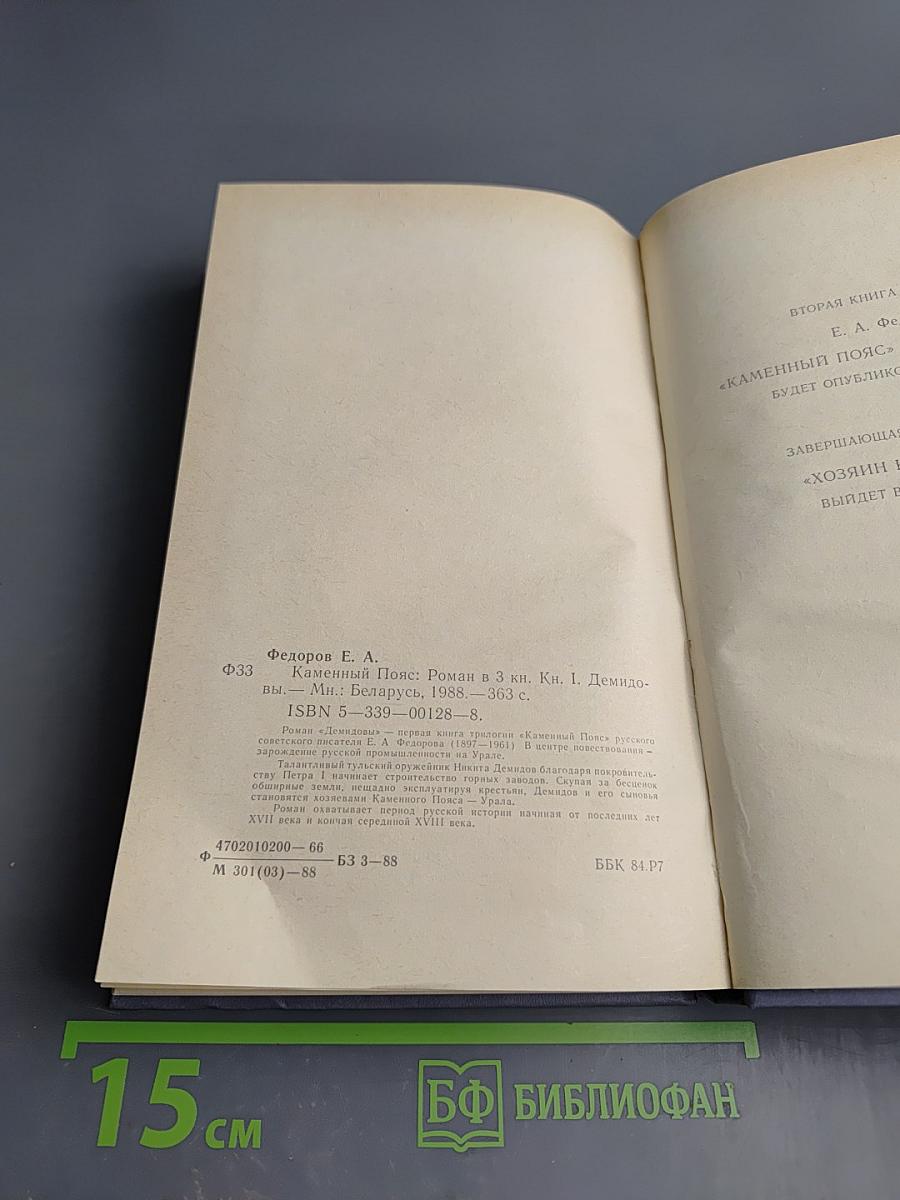 Федоров Е. А.
Ф33 Каменный Пояс: Роман в 3 кн. Кн. I. Демидо-
вы.— Мн.: Беларусь, 1988.—363 с.
ISBN 5—339—00128—8.
Роман «Демидовы» — первая книга трилогии «Каменный Пояс» русского
советского писателя Е. А. Федорова (1897—1961) В центре повествования –
зарождение русской промышленности на Урале.
Талантливый тульский оружейник Никита Демидов благодаря покровитель-
ству Петра I начинает строительство горных заводов. Скупая за бесценок
обширные земли, нещадно эксплуатируя крестьян, Демидов и его сыновья
становятся хозяевами Каменного Пояса — Урала.
Роман охватывает период русской истории начиная от последних лет
XVII века и кончая серединой XVIII века.
Ф 4702010200—66
М 301(03)—88
БЗ 3—88
ББК 84.Р7
ВТОРАЯ КНИГА
Е. А. Фе
«КАМЕННЫЙ ПОЯС»
БУДЕТ ОПУБЛИКО
ЗАВЕРШАЮЩАЯ
«ХОЗЯИН
ВЫЙДЕТ В
15 см
БФ БИБЛИОФАН